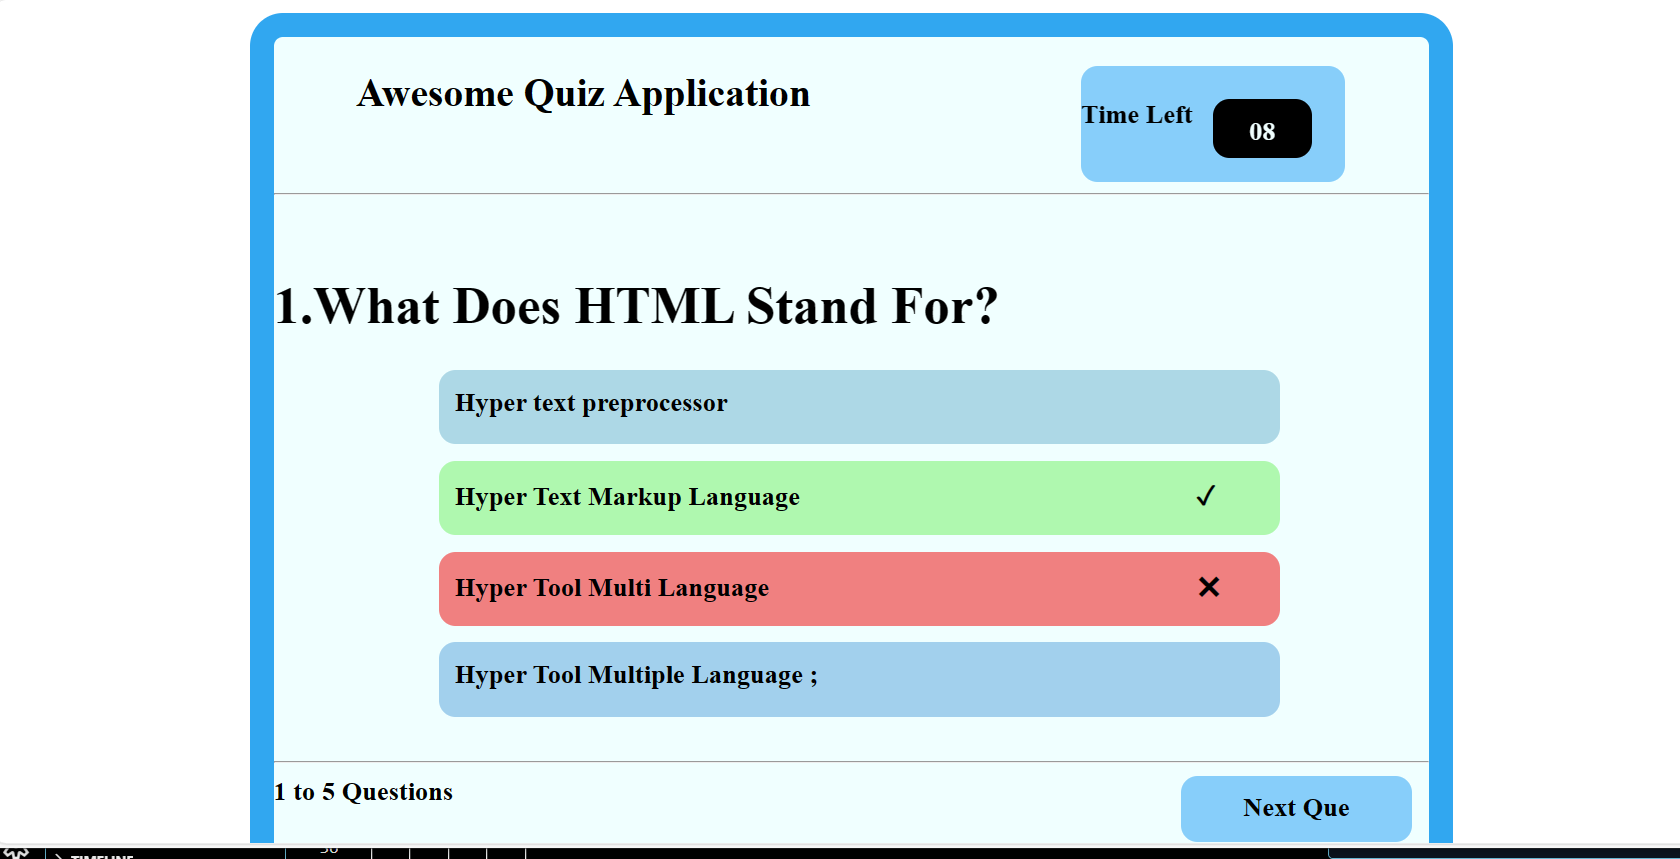 Awesome Quiz Application
Time Left
08
1.What Does HTML Stand For?
Hyper text preprocessor
Hyper Text Markup Language ✓
Hyper Tool Multi Language ✕
Hyper Tool Multiple Language ;
1 to 5 Questions
Next Que
TIMELINE